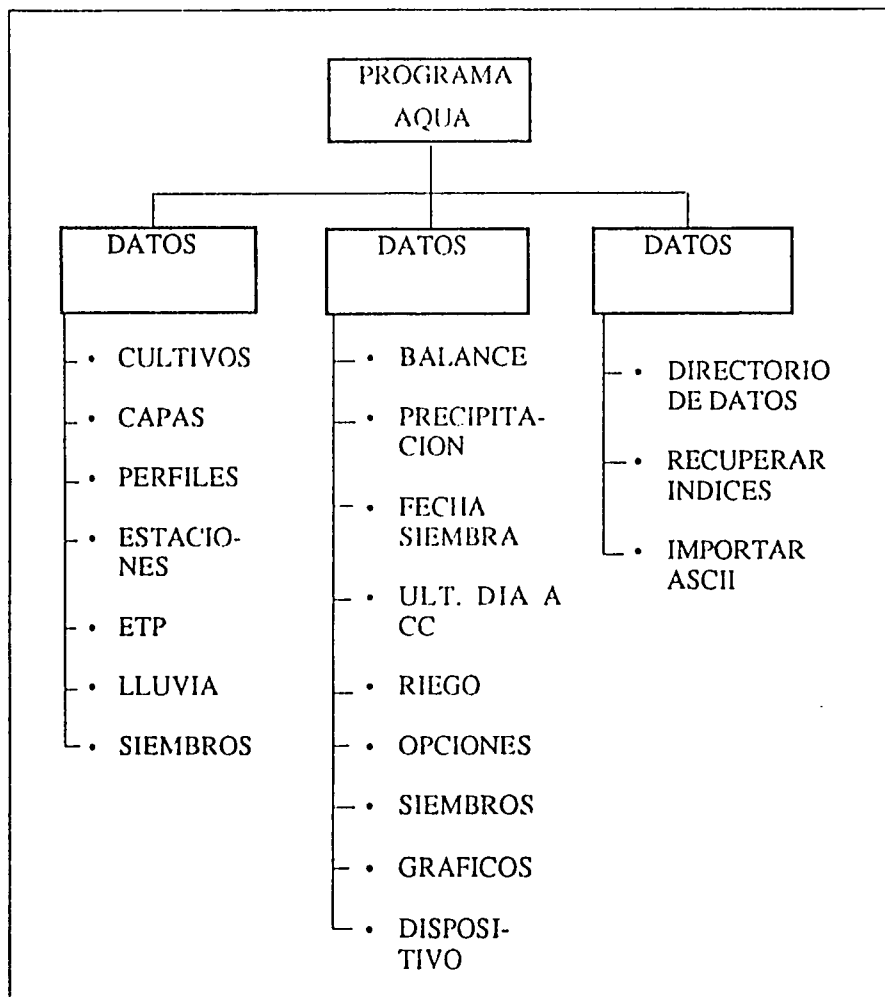 PROGRAMA
AQUA
DATOS
• CULTIVOS
• CAPAS
• PERFILES
• ESTACIO-
NES
• ETP
• LLUVIA
• SIEMBROS
DATOS
• BALANCE
• PRECIPITA-
CION
• FECHA
SIEMBRA
• ULT. DIA A
CC
• RIEGO
• OPCIONES
• SIEMBROS
• GRAFICOS
• DISPOSI-
TIVO
DATOS
• DIRECTORIO
DE DATOS
• RECUPERAR
INDICES
• IMPORTAR
ASCII